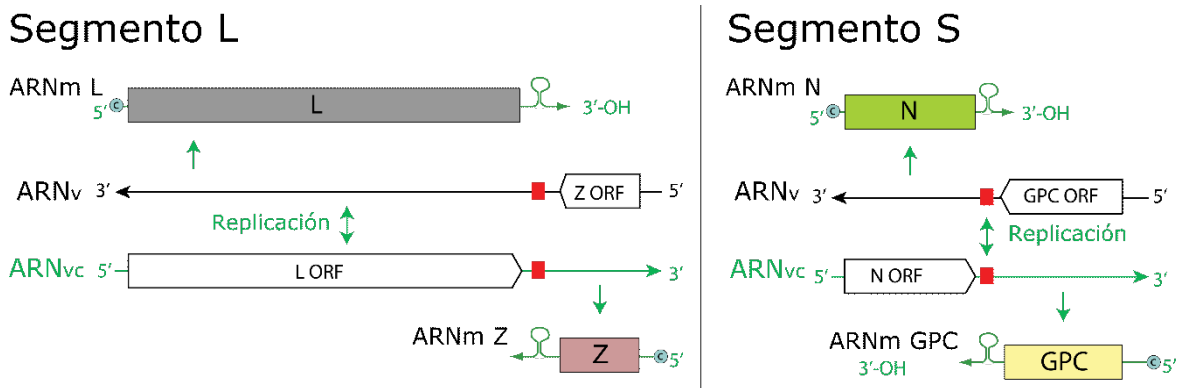 Segmento L
ARNm L
5' C L 3'-OH
ARNv 3' Z ORF 5'
Replicación
ARNvc 5' L ORF 3'
ARNm Z Z C 5'
Segmento S
ARNm N
5' C N 3'-OH
ARNv 3' GPC ORF 5'
Replicación
ARNvc 5' N ORF 3'
ARNm GPC
3'-OH GPC C 5'